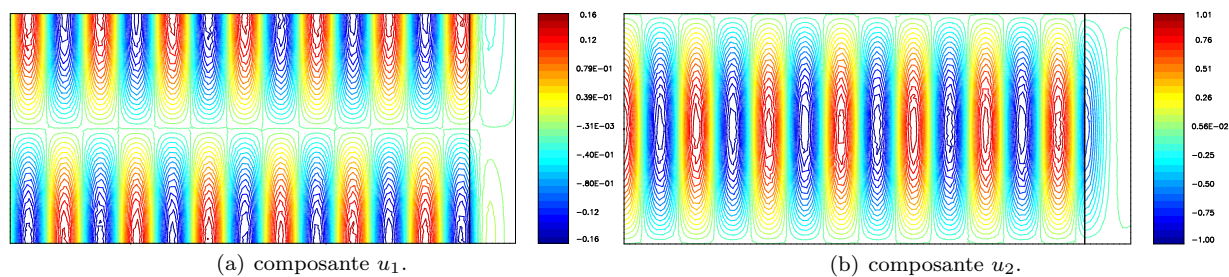 0.16
0.12
0.79E-01
0.39E-01
-.31E-03
-.40E-01
-.80E-01
-0.12
-0.16
(a) composante u1.
1.01
0.75
0.51
0.26
0.56E-02
-0.25
-0.50
-0.75
-1.00
(b) composante u2.